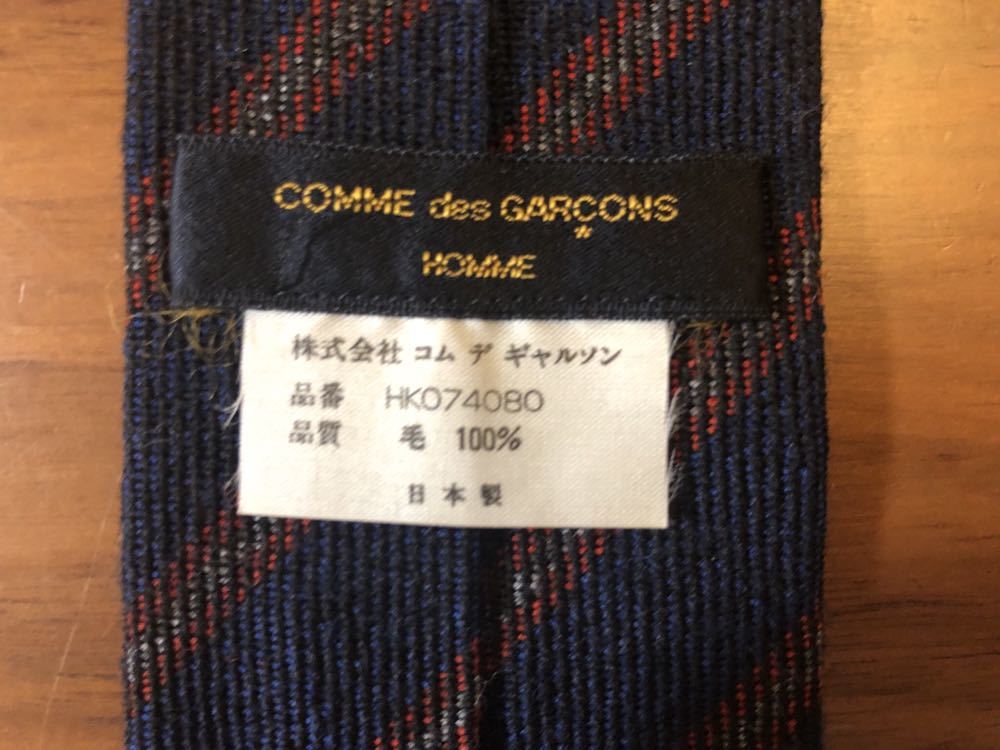 COMME des GARÇONS
*
HOMME
株式会社 コム デ ギャルソン
品番 HK074080
品質 毛 100%
日本製